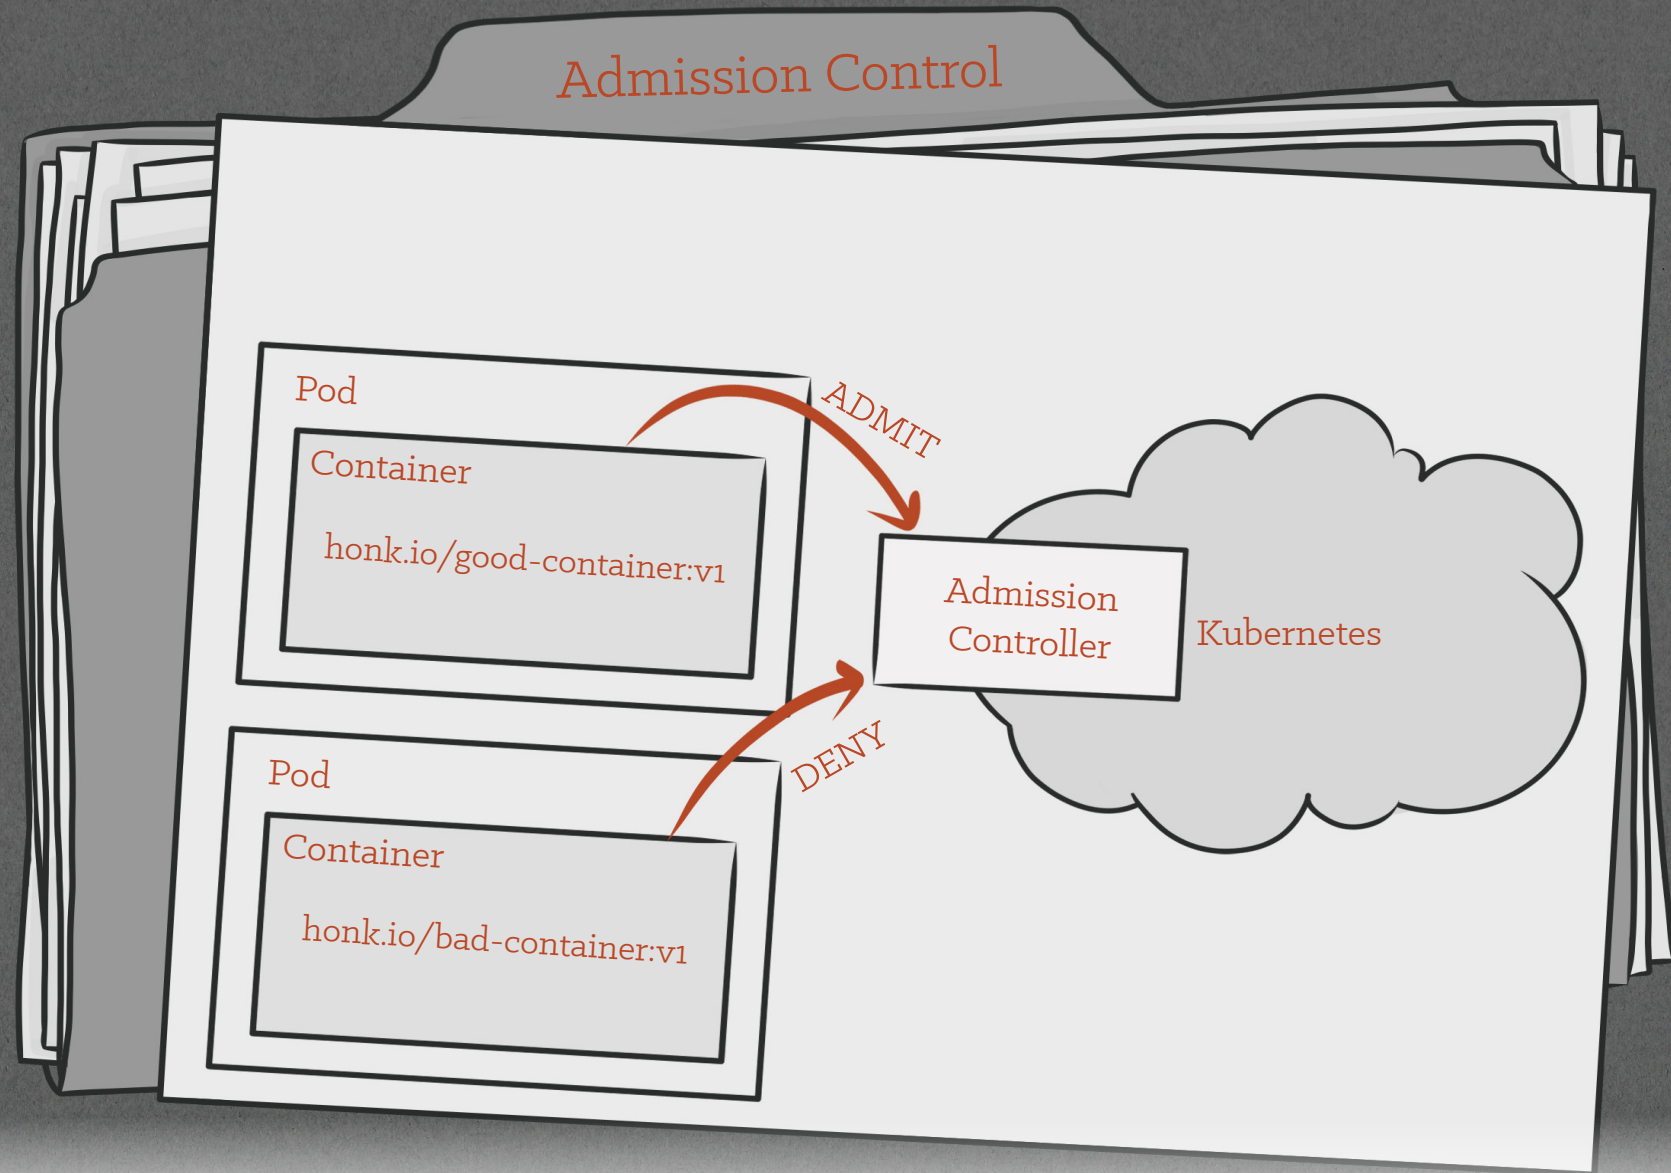 Admission Control
Pod
Container
honk.io/good-container:v1
ADMIT
Admission
Controller
Kubernetes
DENY
Pod
Container
honk.io/bad-container:v1